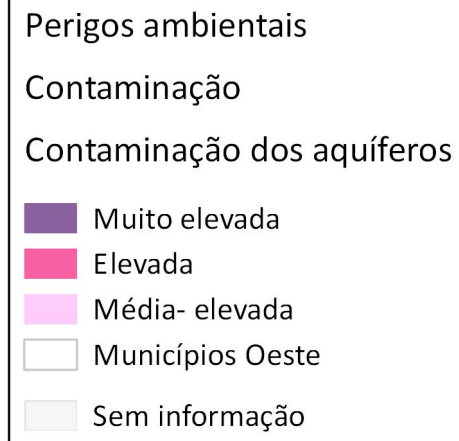 Perigos ambientais
Contaminação
Contaminação dos aquíferos
Muito elevada
Elevada
Média- elevada
Municípios Oeste
Sem informação